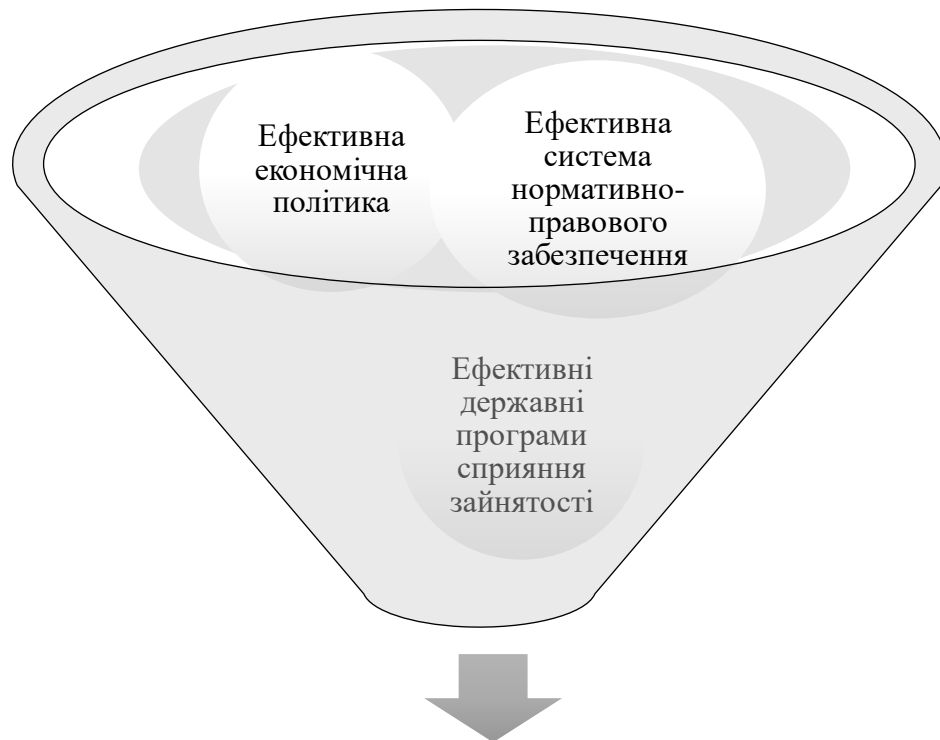 Ефективна
економічна
політика
Ефективна
система
нормативно-
правового
забезпечення
Ефективні
державні
програми
сприяння
зайнятості